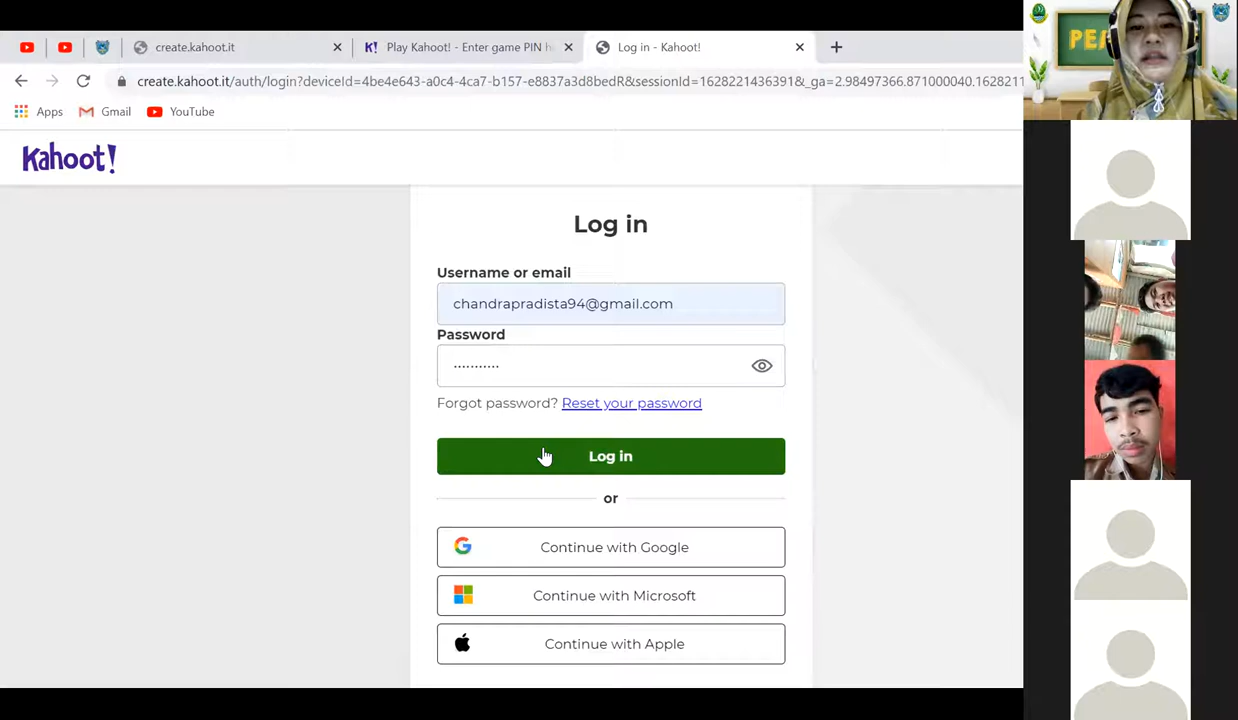 create.kahoot.it
Play Kahoot! - Enter game PIN h
Log in - Kahoot!
create.kahoot.it/auth/login?deviceId=4be4e643-a0c4-4ca7-b157-e8837a3d8bedR&sessionId=1628221436391&_ga=2.98497366.871000040.16282211
Apps
Gmail
YouTube
Kahoot!
Log in
Username or email
chandrapradista94@gmail.com
Password
Forgot password? Reset your password
Log in
or
Continue with Google
Continue with Microsoft
Continue with Apple